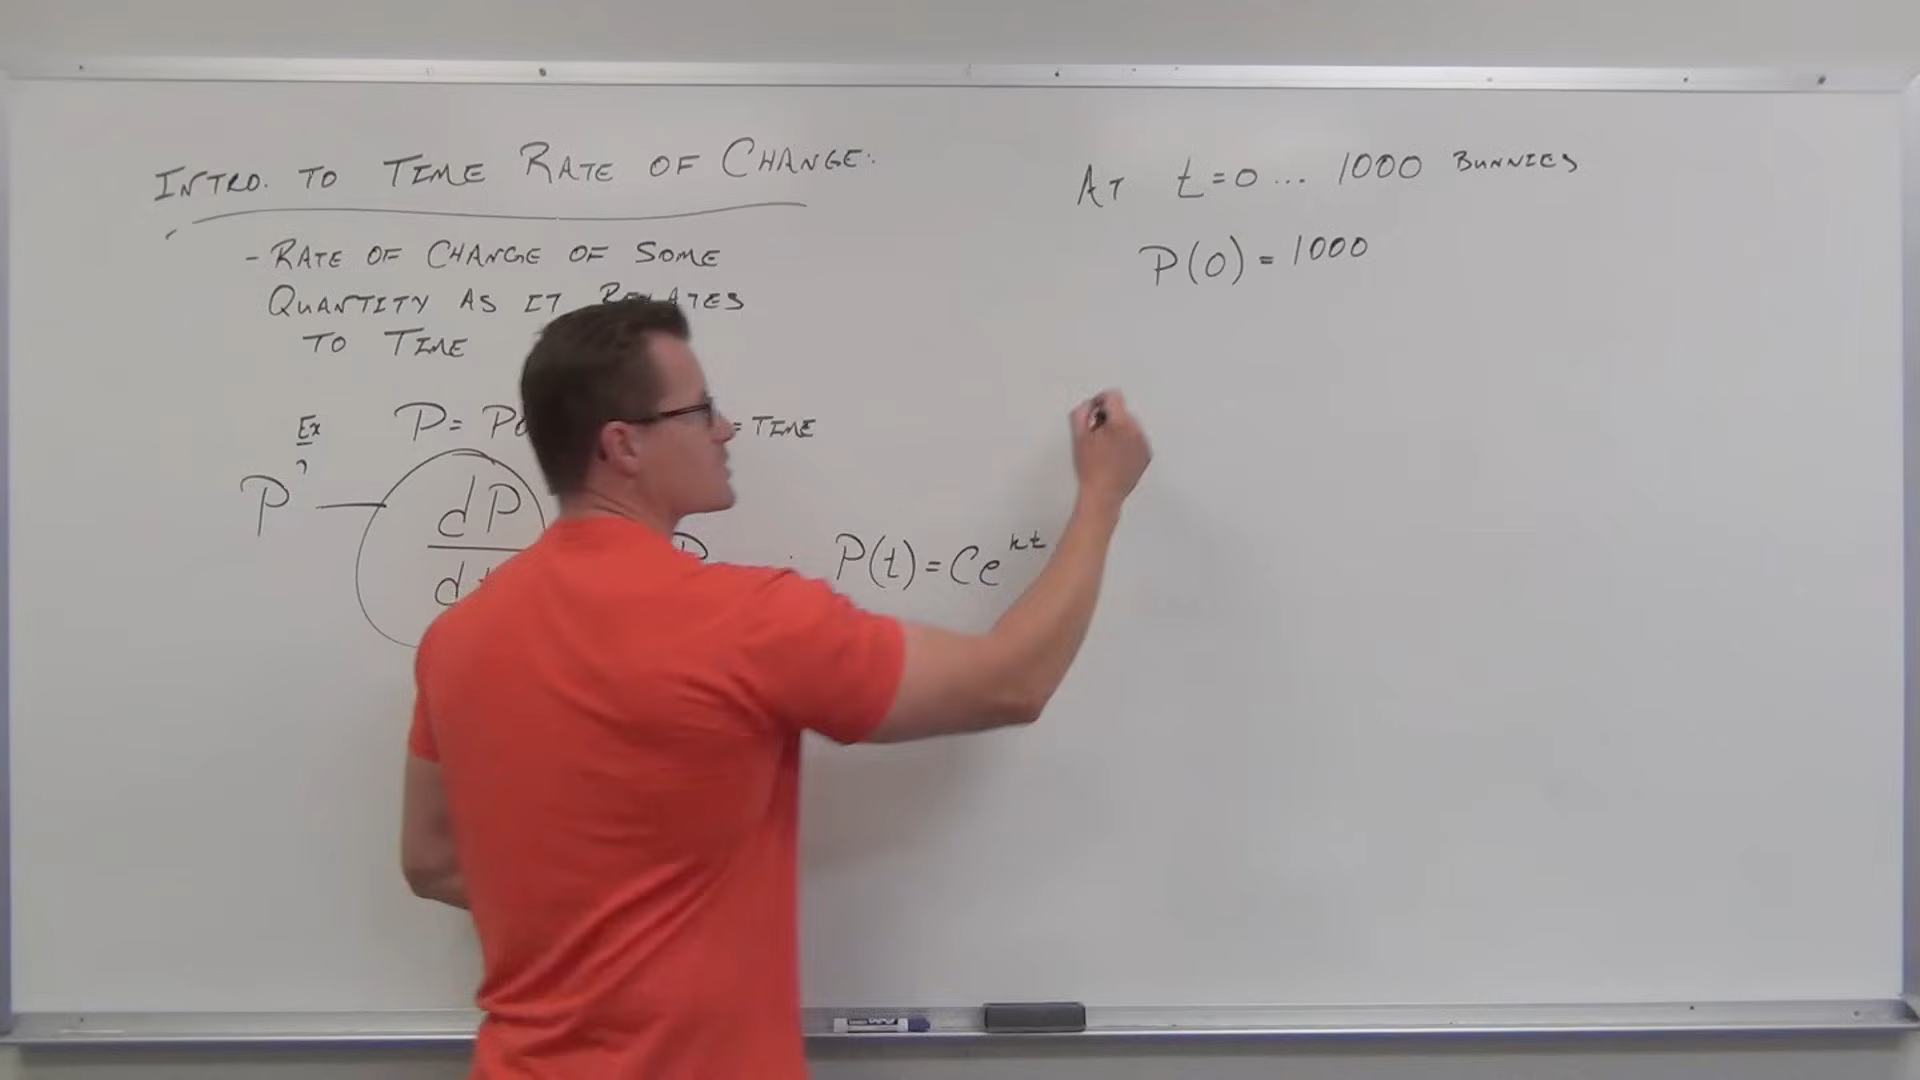 INTRO. TO TIME RATE OF CHANGE:
- RATE OF CHANGE OF SOME
QUANTITY AS IT RELATES
TO TIME
Ex P = = TIME
P' — dP
d
P
P(t) = Ce^kt
AT t=0 ... 1000 BUNNIES
P(0) = 1000